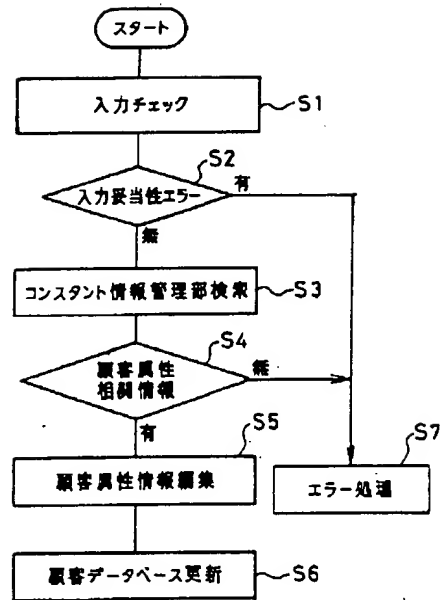 スタート
入力チェック
S1
S2
入力妥当性エラー
有
無
コンスタント情報管理部検索
S3
S4
顧客属性
相関情報
無
有
S5
顧客属性情報編集
S7
エラー処理
顧客データベース更新
S6